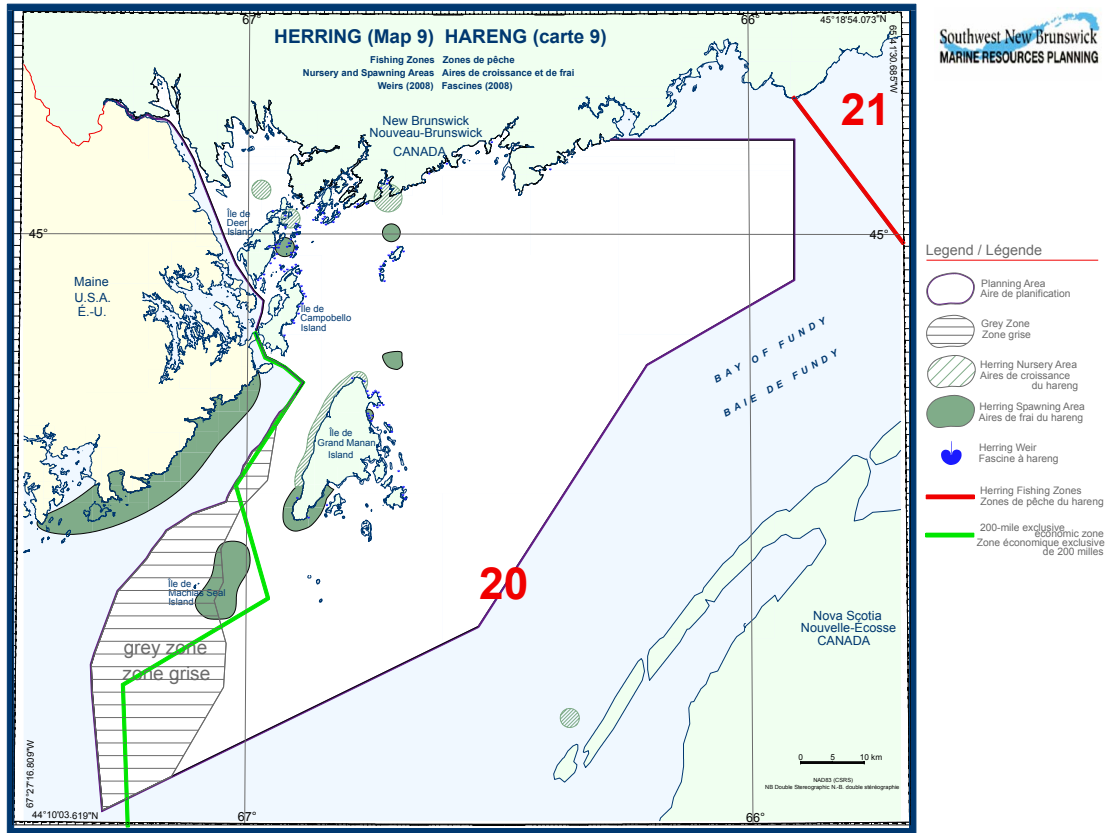 67°
66°
45°18'54.073"N
65°41'30.685"W
HERRING (Map 9) HARENG (carte 9)
Fishing Zones Zones de pêche
Nursery and Spawning Areas Aires de croissance et de frai
Weirs (2008) Fascines (2008)
Southwest New Brunswick
MARINE RESOURCES PLANNING
New Brunswick
Nouveau-Brunswick
CANADA
21
Île de
Deer
Island
45°
45°
Maine
U.S.A.
É.-U.
Île de
Campobello
Island
BAY OF FUNDY
BAIE DE FUNDY
Île de
Grand Manan
Island
20
Île de
Machias Seal
Island
grey zone
zone grise
Nova Scotia
Nouvelle-Écosse
CANADA
0 5 10 km
NAD83 (CSRS)
NB Double Stereographic N.-B. double stéréographie
67°27'16.809"W
44°10'03.619"N
67°
66°
Legend / Légende
Planning Area
Aire de planification
Grey Zone
Zone grise
Herring Nursery Area
Aires de croissance
du hareng
Herring Spawning Area
Aires de frai du hareng
Herring Weir
Fascine à hareng
Herring Fishing Zones
Zones de pêche du hareng
200-mile exclusive
economic zone
Zone économique exclusive
de 200 milles